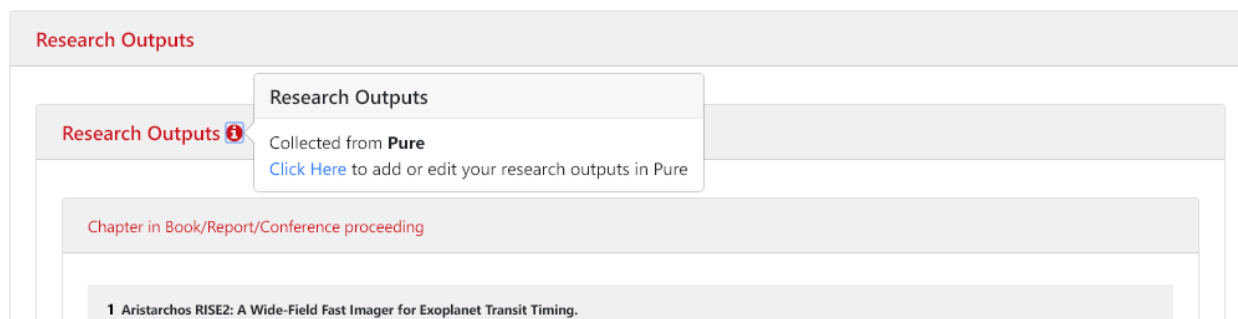 Research Outputs
Research Outputs
Research Outputs
Collected from Pure
Click Here to add or edit your research outputs in Pure
Chapter in Book/Report/Conference proceeding
1 Aristarchos RISE2: A Wide-Field Fast Imager for Exoplanet Transit Timing.